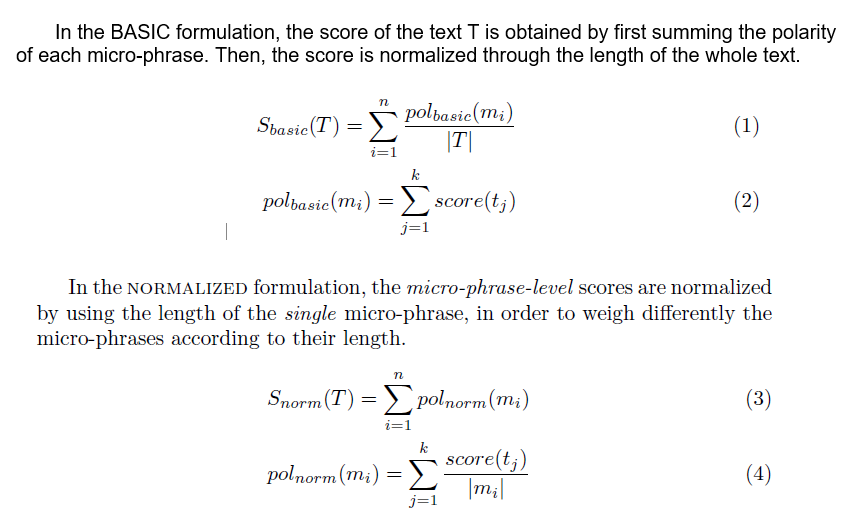 In the BASIC formulation, the score of the text T is obtained by first summing the polarity
of each micro-phrase. Then, the score is normalized through the length of the whole text.
S_{basic}(T) = \sum_{i=1}^{n} \frac{pol_{basic}(m_i)}{|T|} (1)
pol_{basic}(m_i) = \sum_{j=1}^{k} score(t_j) (2)
In the NORMALIZED formulation, the micro-phrase-level scores are normalized
by using the length of the single micro-phrase, in order to weigh differently the
micro-phrases according to their length.
S_{norm}(T) = \sum_{i=1}^{n} pol_{norm}(m_i) (3)
pol_{norm}(m_i) = \sum_{j=1}^{k} \frac{score(t_j)}{|m_i|} (4)